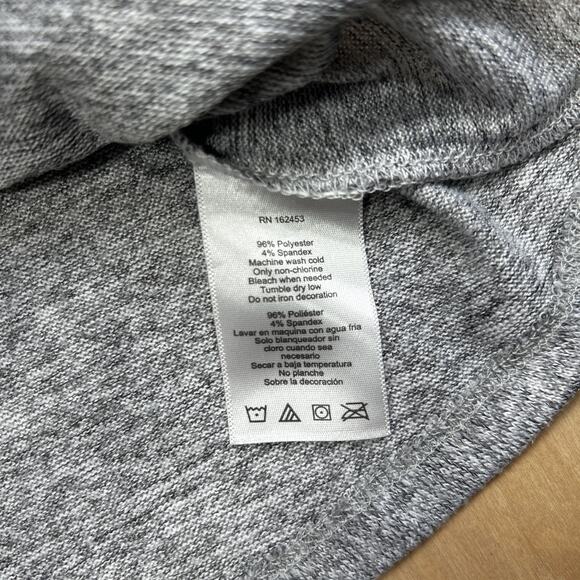 RN 162453
96% Polyester
4% Spandex
Machine wash cold
Only non-chlorine
Bleach when needed
Tumble dry low
Do not iron decoration
96% Poliéster
4% Spandex
Lavar en maquina con agua fria
Solo blanqueador sin
cloro cuando sea
necesario
Secar a baja temperatura
No planche
Sobre la decoración